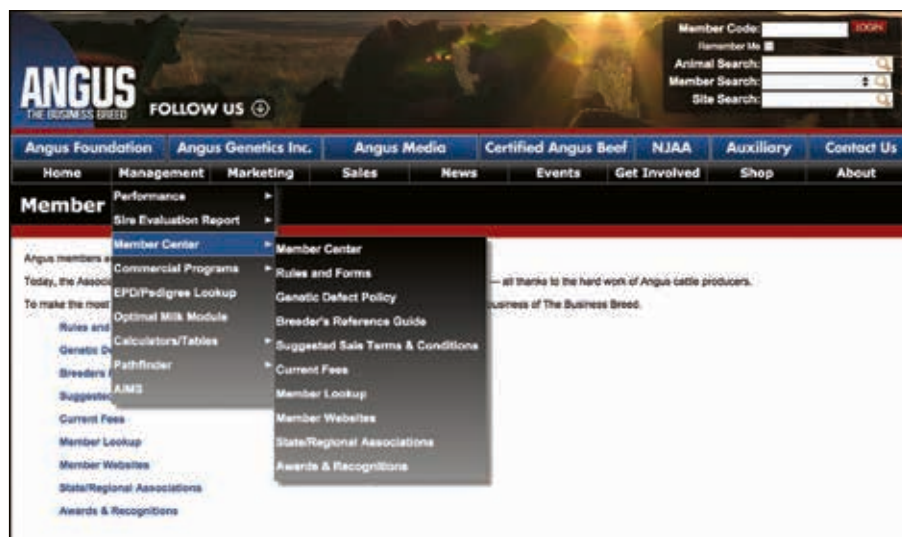 Member Code:
LOGIN
Remember Me
Animal Search:
Member Search:
Site Search:
ANGUS
THE BUSINESS BREED
FOLLOW US
Angus Foundation Angus Genetics Inc. Angus Media Certified Angus Beef NJAA Auxiliary Contact Us
Home Management Marketing Sales News Events Get Involved Shop About
Member
Performance
Sire Evaluation Report
Member Center
Commercial Programs
EPD/Pedigree Lookup
Optimal Milk Module
Calculators/Tables
Pathfinder
AIMS
Member Center
Rules and Forms
Genetic Defect Policy
Breeder's Reference Guide
Suggested Sale Terms & Conditions
Current Fees
Member Lookup
Member Websites
State/Regional Associations
Awards & Recognitions
Angus members
Today, the — all thanks to the hard work of Angus cattle producers.
To make the most of The Business Breed.
Rules and
Genetic
Breeders
Current Fees
Member Lookup
Member Websites
State/Regional Associations
Awards & Recognitions